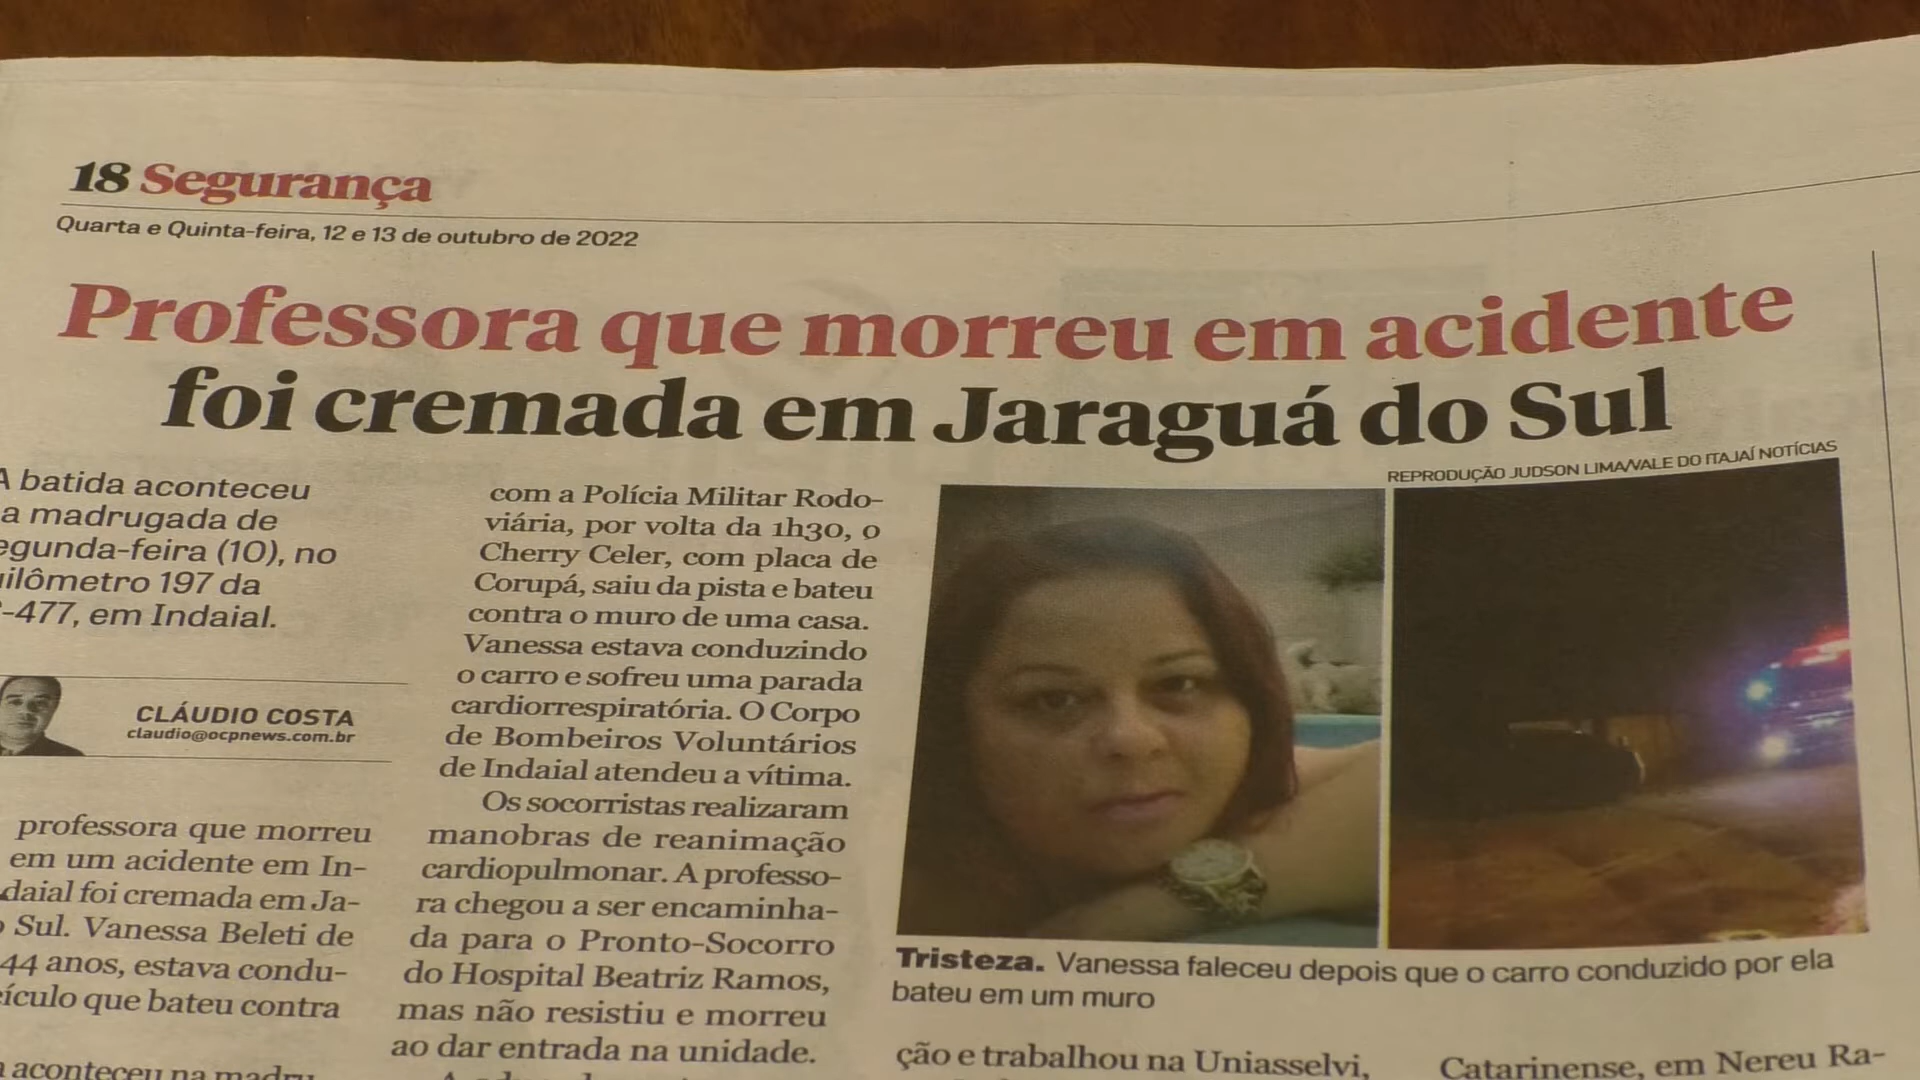 18 Segurança
Quarta e Quinta-feira, 12 e 13 de outubro de 2022
Professora que morreu em acidente
foi cremada em Jaraguá do Sul
A batida aconteceu
a madrugada de
egunda-feira (10), no
uilômetro 197 da
-477, em Indaial.
CLÁUDIO COSTA
claudio@ocpnews.com.br
professora que morreu
em um acidente em In-
daial foi cremada em Ja-
Sul. Vanessa Beleti de
44 anos, estava condu-
ículo que bateu contra
aconteceu na madru
com a Polícia Militar Rodo-
viária, por volta da 1h30, o
Cherry Celer, com placa de
Corupá, saiu da pista e bateu
contra o muro de uma casa.
Vanessa estava conduzindo
o carro e sofreu uma parada
cardiorrespiratória. O Corpo
de Bombeiros Voluntários
de Indaial atendeu a vítima.
Os socorristas realizaram
manobras de reanimação
cardiopulmonar. A professo-
ra chegou a ser encaminha-
da para o Pronto-Socorro
do Hospital Beatriz Ramos,
mas não resistiu e morreu
ao dar entrada na unidade.
REPRODUÇÃO JUDSON LIMA/VALE DO ITAJAÍ NOTÍCIAS
Tristeza. Vanessa faleceu depois que o carro conduzido por ela
bateu em um muro
ção e trabalhou na Uniasselvi,
Catarinense, em Nereu Ra-